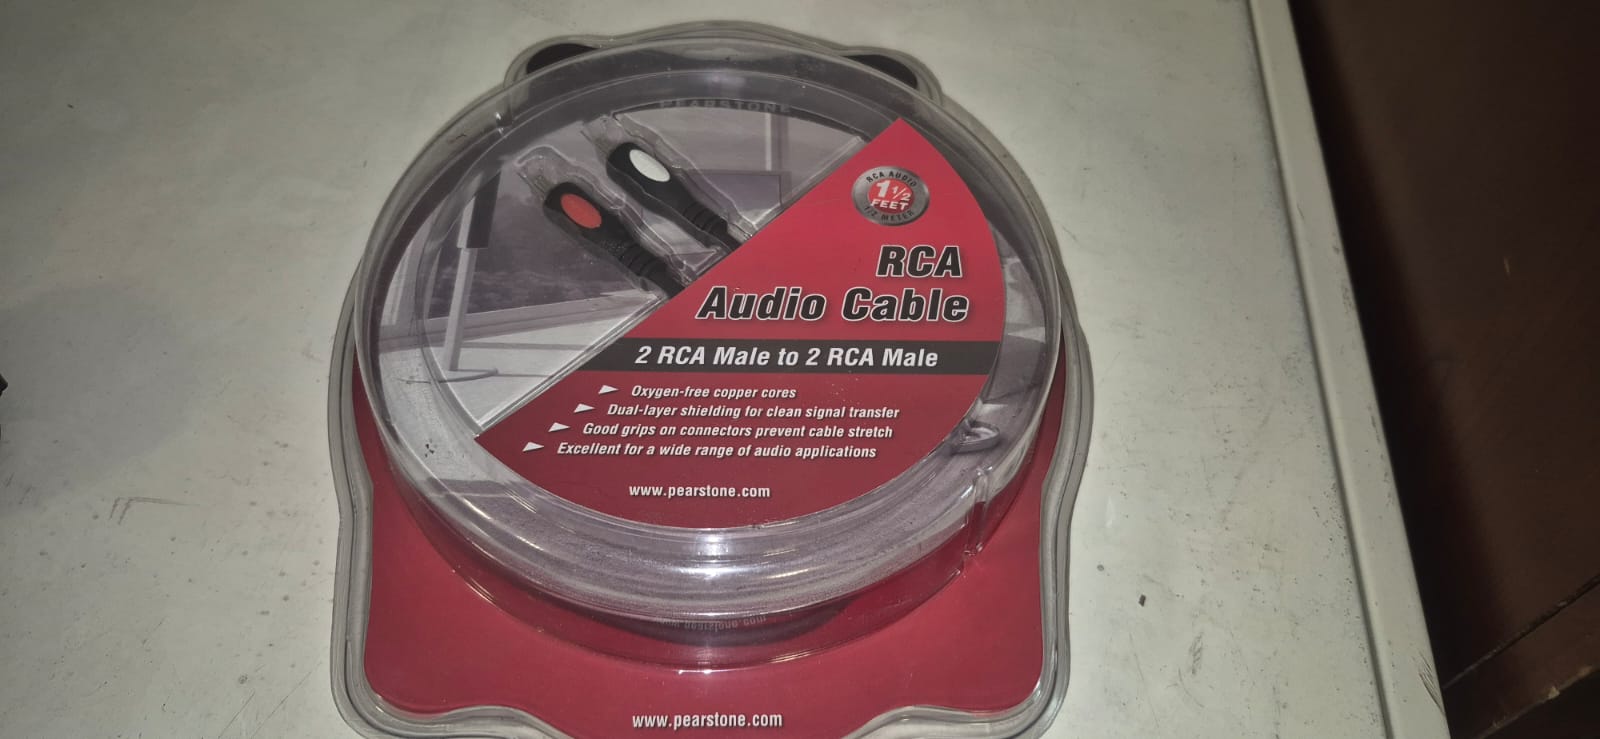 PEARSTONE
RCA AUDIO
1 1/2
FEET
1/2 METER
RCA
Audio Cable
2 RCA Male to 2 RCA Male
Oxygen-free copper cores
Dual-layer shielding for clean signal transfer
Good grips on connectors prevent cable stretch
Excellent for a wide range of audio applications
www.pearstone.com
www.pearstone.com